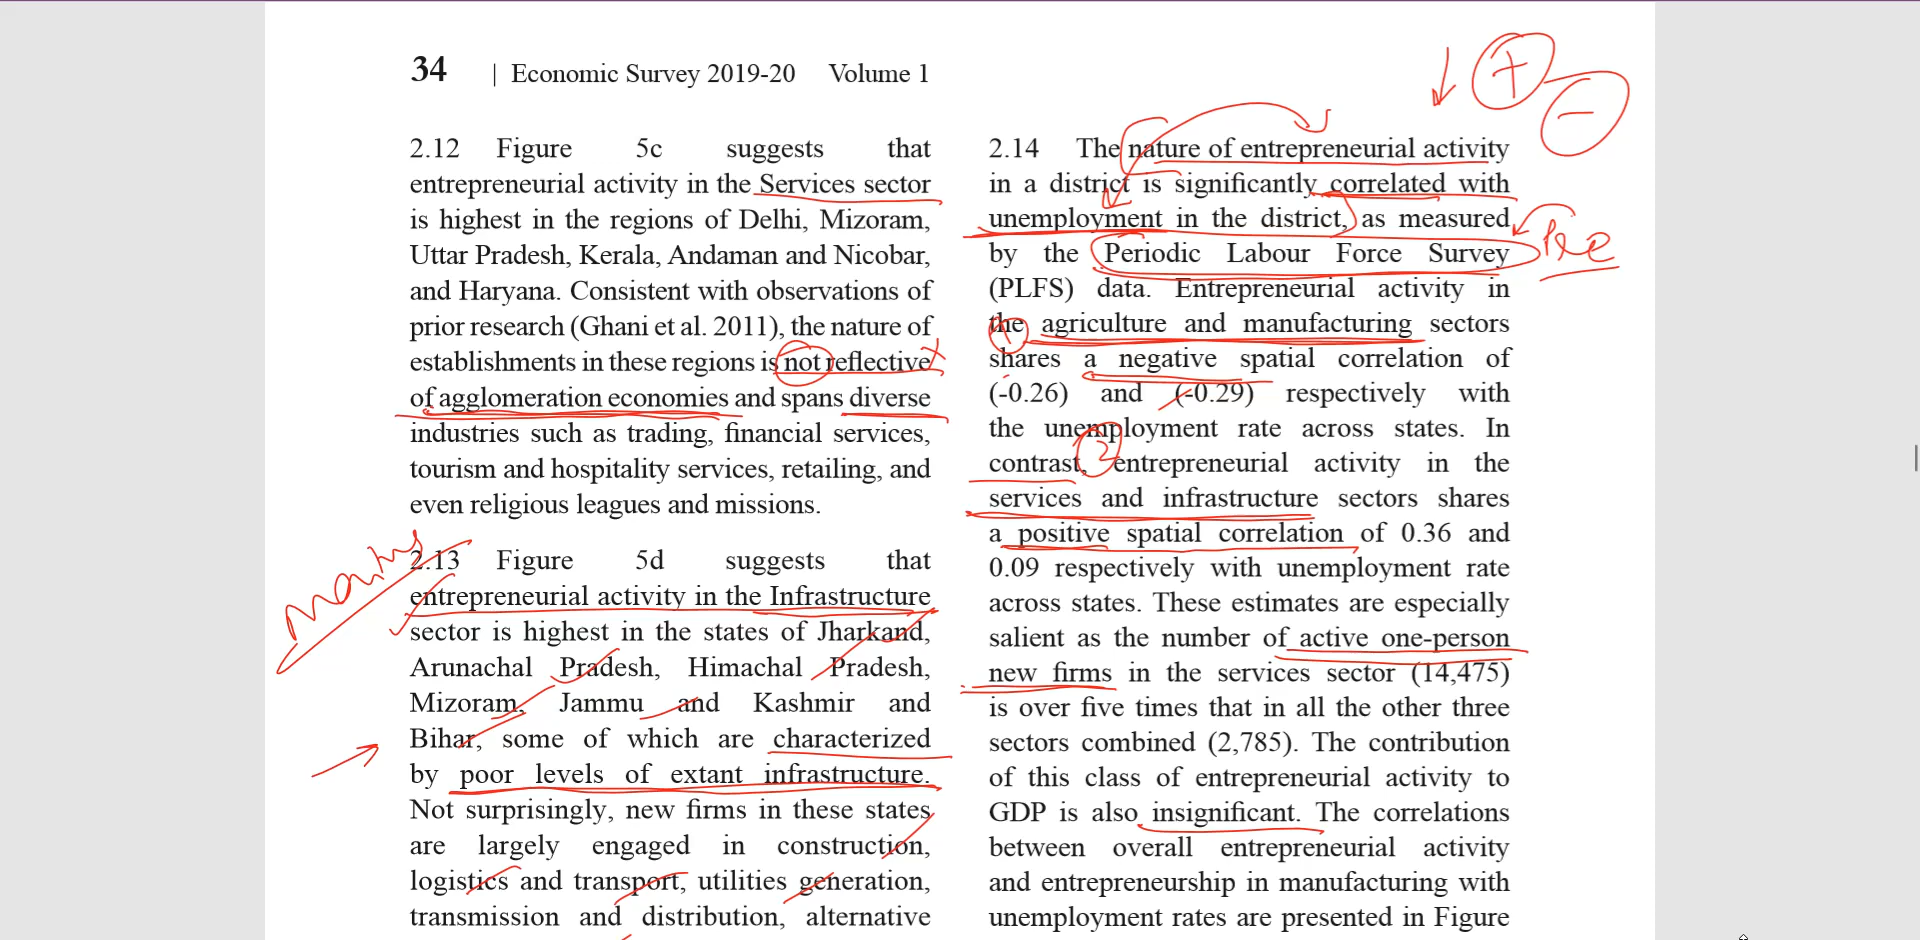 34 | Economic Survey 2019-20 Volume 1
2.12 Figure 5c suggests that
entrepreneurial activity in the Services sector
is highest in the regions of Delhi, Mizoram,
Uttar Pradesh, Kerala, Andaman and Nicobar,
and Haryana. Consistent with observations of
prior research (Ghani et al. 2011), the nature of
establishments in these regions is not reflective
of agglomeration economies and spans diverse
industries such as trading, financial services,
tourism and hospitality services, retailing, and
even religious leagues and missions.
Mains
2.13 Figure 5d suggests that
entrepreneurial activity in the Infrastructure
sector is highest in the states of Jharkand,
Arunachal Pradesh, Himachal Pradesh,
Mizoram, Jammu and Kashmir and
Bihar, some of which are characterized
by poor levels of extant infrastructure.
Not surprisingly, new firms in these states
are largely engaged in construction,
logistics and transport, utilities generation,
transmission and distribution, alternative
+
−
2.14 The nature of entrepreneurial activity
in a district is significantly correlated with
unemployment in the district, as measured
by the Periodic Labour Force Survey
Pre
(PLFS) data. Entrepreneurial activity in
1
the agriculture and manufacturing sectors
shares a negative spatial correlation of
(-0.26) and (-0.29) respectively with
the unemployment rate across states. In
2
contrast, entrepreneurial activity in the
services and infrastructure sectors shares
a positive spatial correlation of 0.36 and
0.09 respectively with unemployment rate
across states. These estimates are especially
salient as the number of active one-person
new firms in the services sector (14,475)
is over five times that in all the other three
sectors combined (2,785). The contribution
of this class of entrepreneurial activity to
GDP is also insignificant. The correlations
between overall entrepreneurial activity
and entrepreneurship in manufacturing with
unemployment rates are presented in Figure